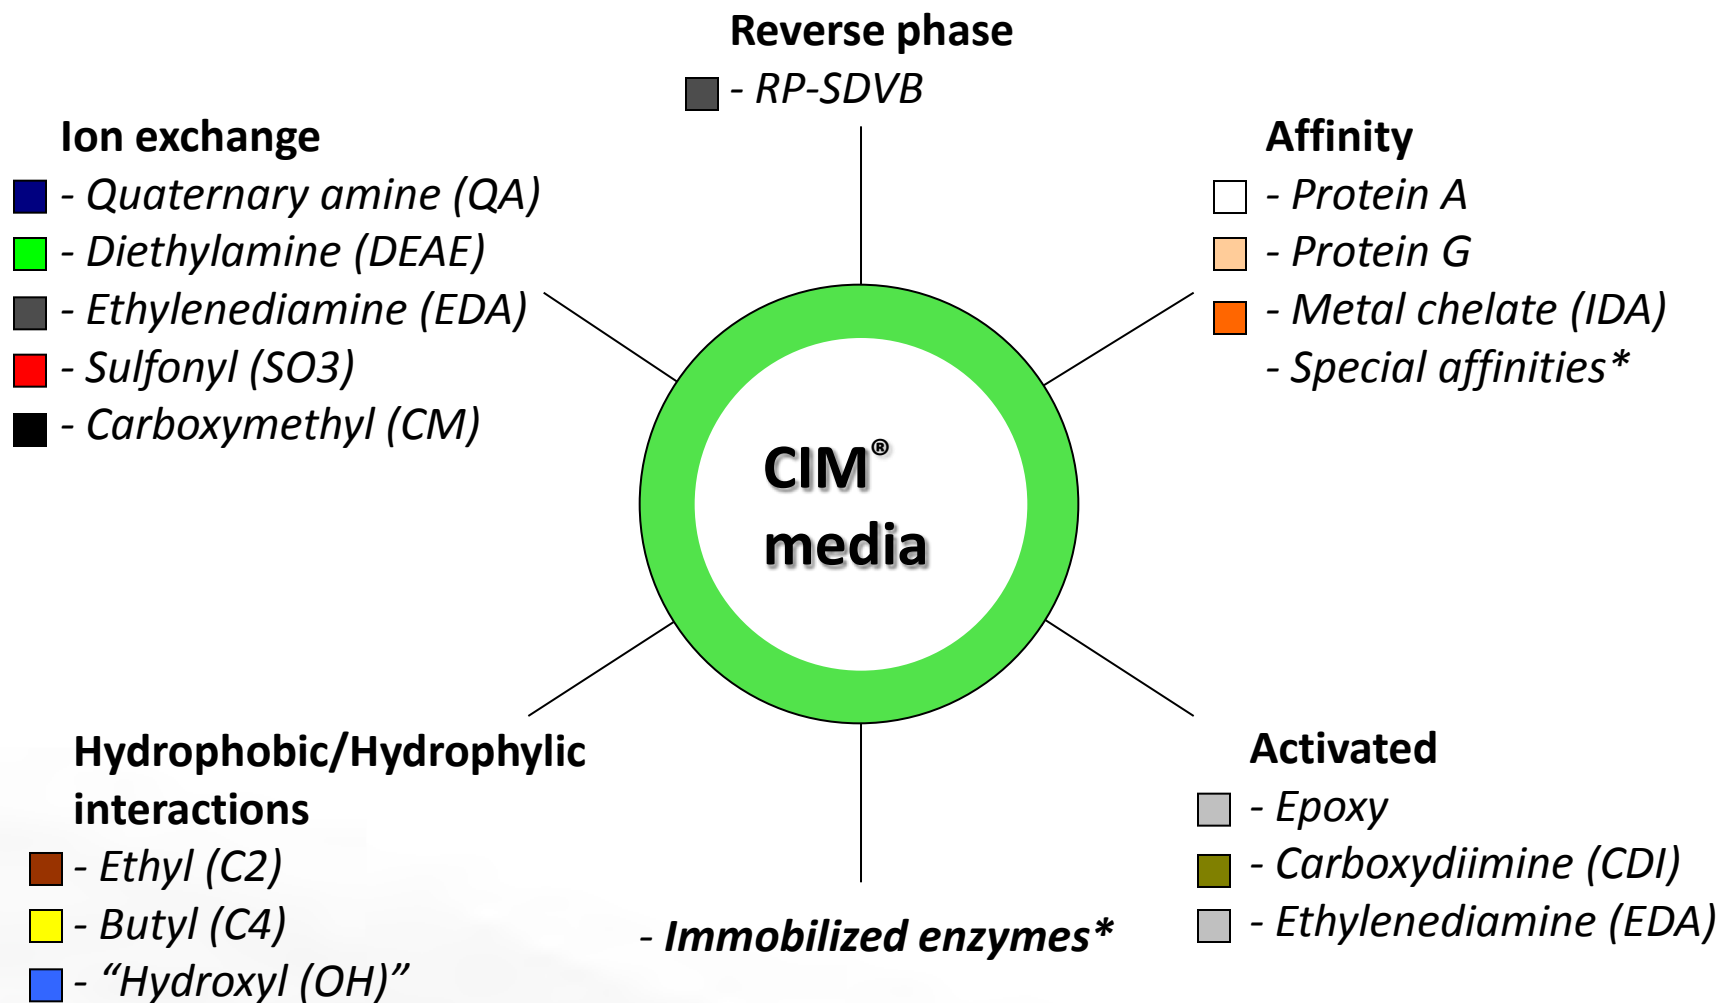 Reverse phase
- RP-SDVB
Ion exchange
- Quaternary amine (QA)
- Diethylamine (DEAE)
- Ethylenediamine (EDA)
- Sulfonyl (SO3)
- Carboxymethyl (CM)
Affinity
- Protein A
- Protein G
- Metal chelate (IDA)
- Special affinities*
CIM®
media
Hydrophobic/Hydrophylic
interactions
- Ethyl (C2)
- Butyl (C4)
- “Hydroxyl (OH)”
- Immobilized enzymes*
Activated
- Epoxy
- Carboxydiimine (CDI)
- Ethylenediamine (EDA)